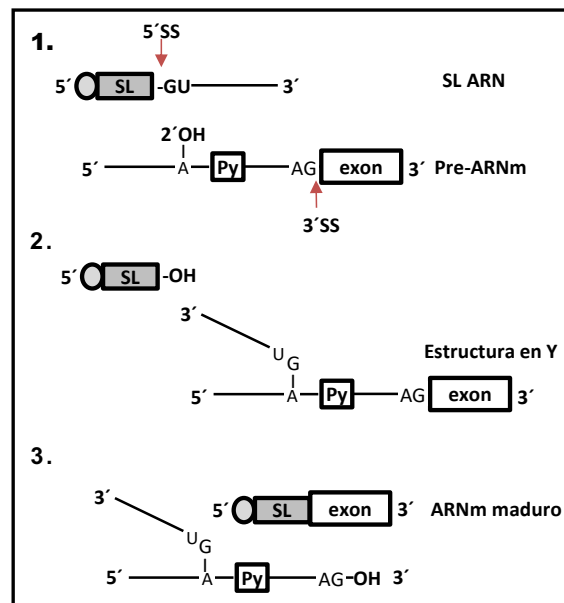 1.
5´SS
5´ SL -GU 3´ SL ARN
2´OH
5´ A Py AG exon 3´ Pre-ARNm
3´SS
2.
5´ SL -OH
3´
Estructura en Y
U
G
5´ A Py AG exon 3´
3.
5´ SL exon 3´ ARNm maduro
3´
U
G
5´ A Py AG-OH 3´